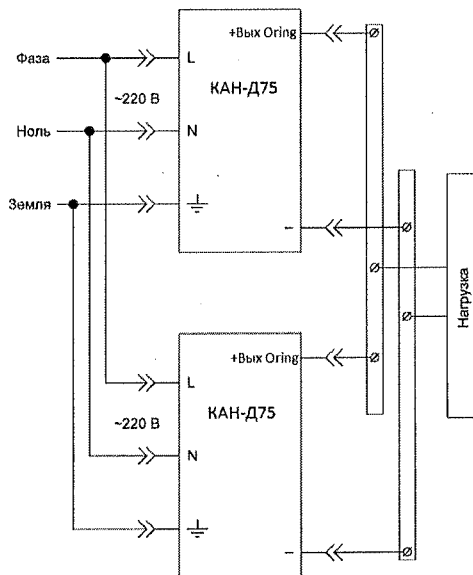 +Вых Oring
Фаза
L
КАН-Д75
~220 В
Ноль
N
Земля
–
Нагрузка
+Вых Oring
L
КАН-Д75
~220 В
N
–